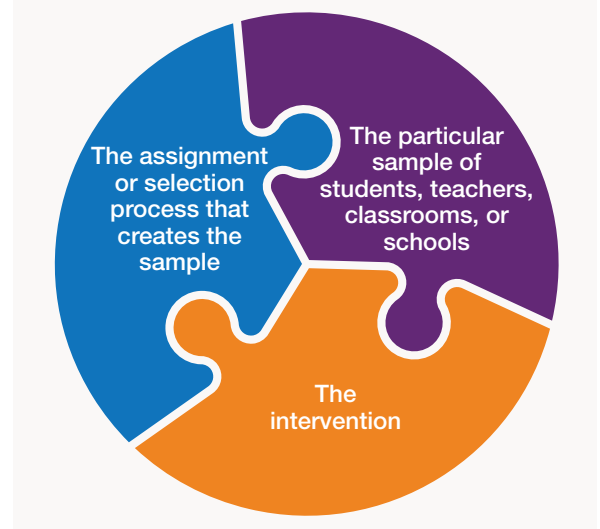 The assignment
or selection
process that
creates the
sample
The particular
sample of
students, teachers,
classrooms, or
schools
The
intervention